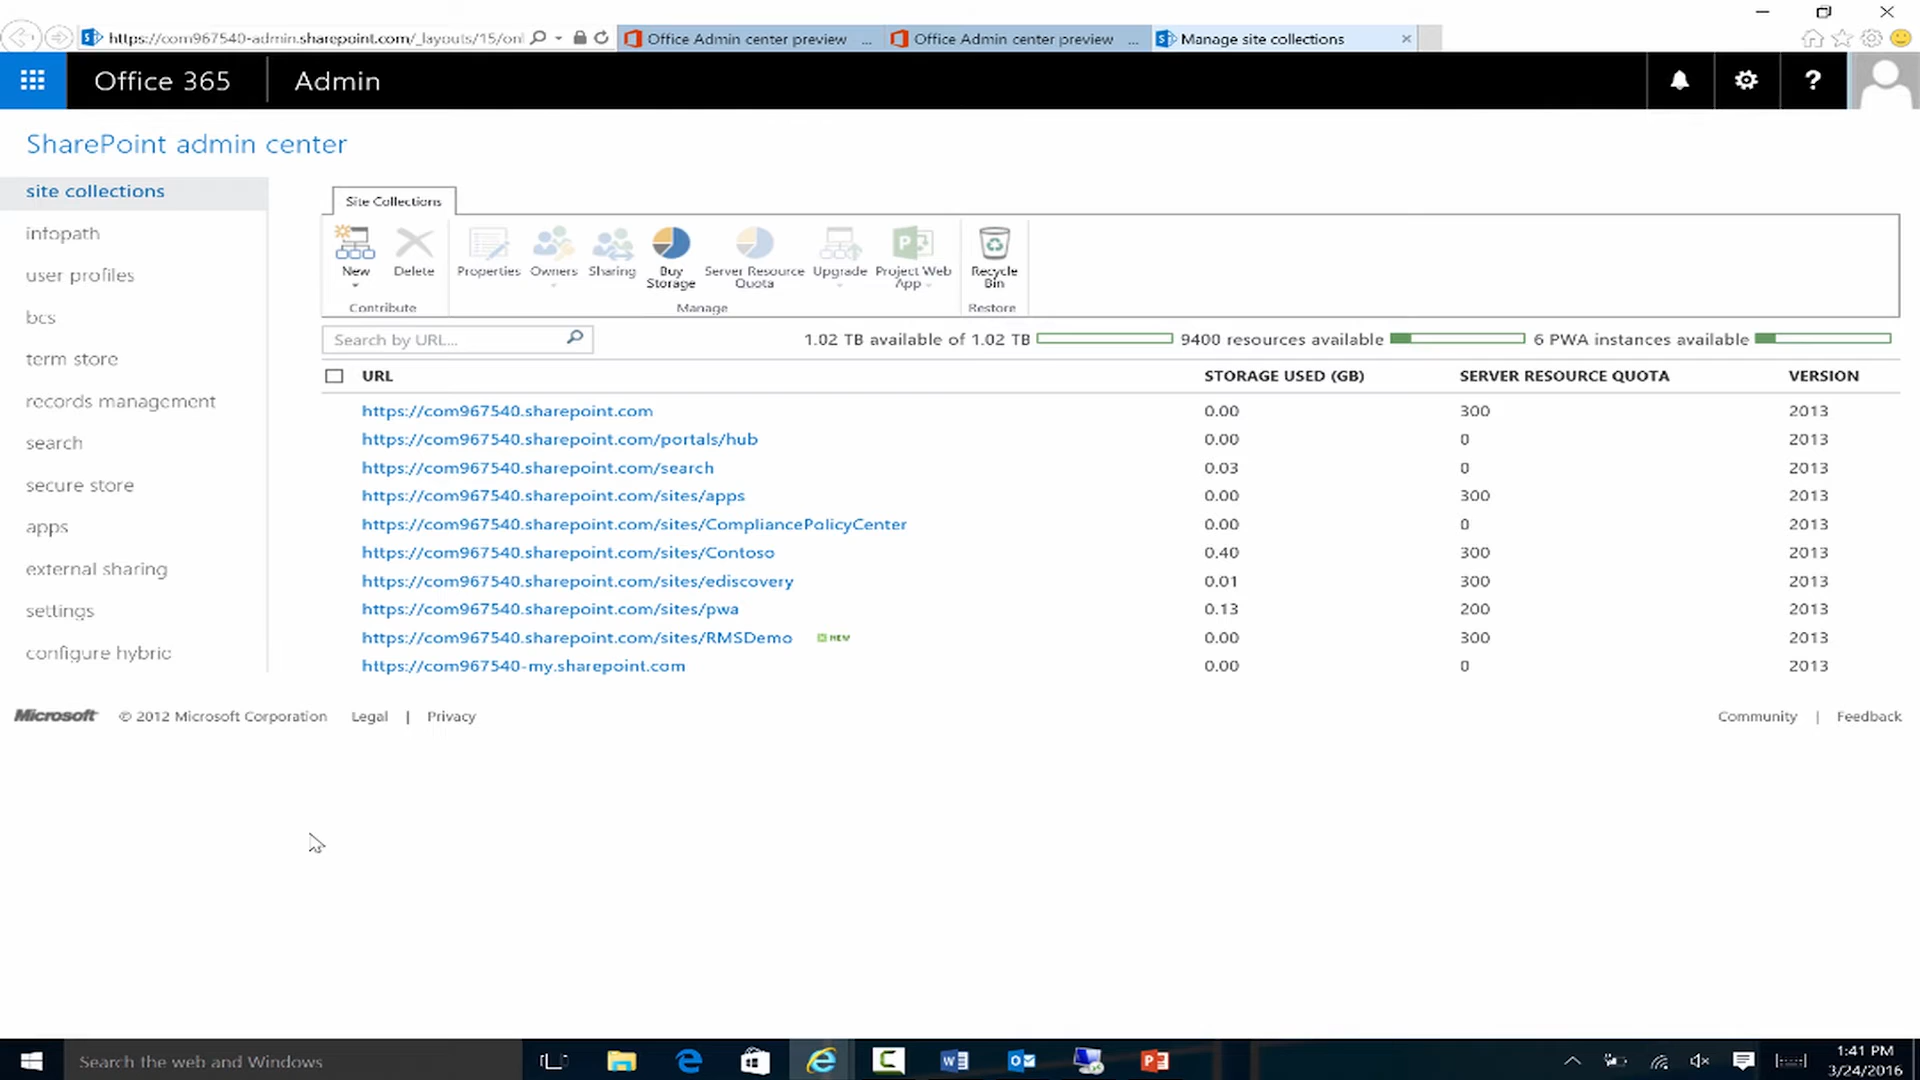 https://com967540-admin.sharepoint.com/_layouts/15/onl
Office Admin center preview ...
Office Admin center preview ...
Manage site collections
Office 365
Admin
SharePoint admin center
site collections
infopath
user profiles
bcs
term store
records management
search
secure store
apps
external sharing
settings
configure hybrid
Site Collections
New
Delete
Properties
Owners
Sharing
Buy
Storage
Server Resource
Quota
Upgrade
Project Web
App
Recycle
Bin
Contribute
Manage
Restore
Search by URL...
1.02 TB available of 1.02 TB
9400 resources available
6 PWA instances available
URL STORAGE USED (GB) SERVER RESOURCE QUOTA VERSION
https://com967540.sharepoint.com 0.00 300 2013
https://com967540.sharepoint.com/portals/hub 0.00 0 2013
https://com967540.sharepoint.com/search 0.03 0 2013
https://com967540.sharepoint.com/sites/apps 0.00 300 2013
https://com967540.sharepoint.com/sites/CompliancePolicyCenter 0.00 0 2013
https://com967540.sharepoint.com/sites/Contoso 0.40 300 2013
https://com967540.sharepoint.com/sites/ediscovery 0.01 300 2013
https://com967540.sharepoint.com/sites/pwa 0.13 200 2013
https://com967540.sharepoint.com/sites/RMSDemo NEW 0.00 300 2013
https://com967540-my.sharepoint.com 0.00 0 2013
Microsoft © 2012 Microsoft Corporation Legal | Privacy
Community | Feedback
Search the web and Windows
1:41 PM
3/24/2016